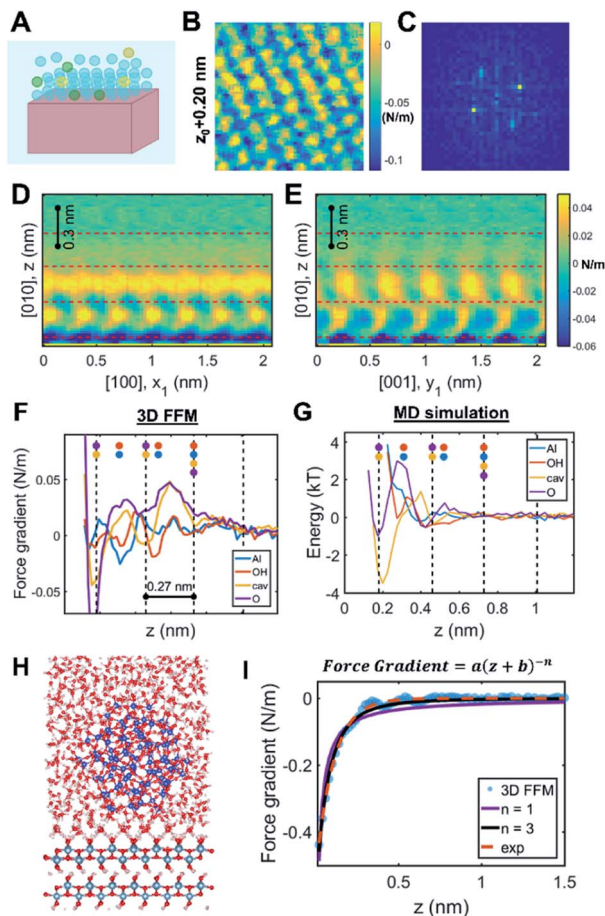 A
B
z₀+0.20 nm
0
-0.05
(N/m)
-0.1
C
D
0.3 nm
[010], z (nm)
0 0.5 1 1.5 2
[100], x₁ (nm)
E
0.3 nm
[010], z (nm)
0 0.5 1 1.5 2
[001], y₁ (nm)
0.04
0.02
0
N/m
-0.02
-0.04
-0.06
F
3D FFM
Force gradient (N/m)
0.05
0
-0.05
0.27 nm
Al
OH
cav
O
z (nm)
G
MD simulation
Energy (kT)
4
2
0
-2
-4
Al
OH
cav
O
0 0.2 0.4 0.6 0.8 1
z (nm)
H
I
Force Gradient = a(z + b)⁻ⁿ
Force gradient (N/m)
0
-0.2
-0.4
3D FFM
n = 1
n = 3
exp
0.5 1 1.5
z (nm)